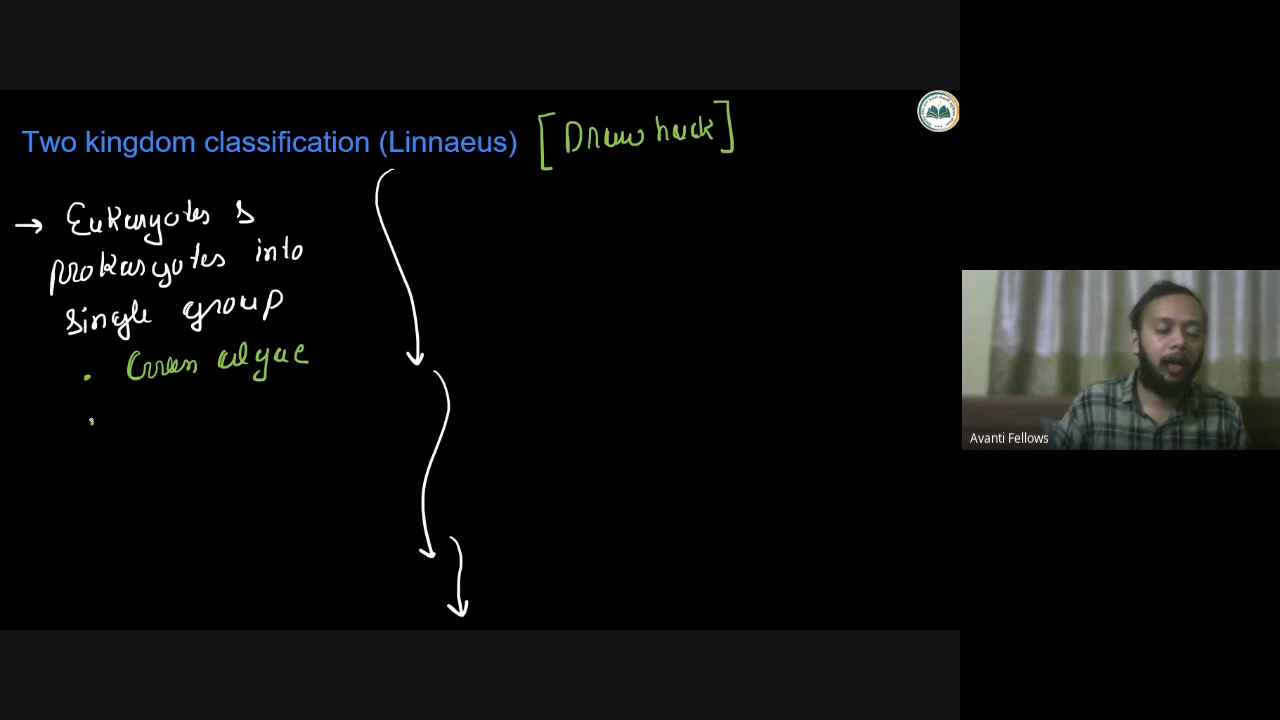 Two kingdom classification (Linnaeus) [Drawback]
→ Eukaryotes &
prokaryotes into
single group
• Green algae
Avanti Fellows